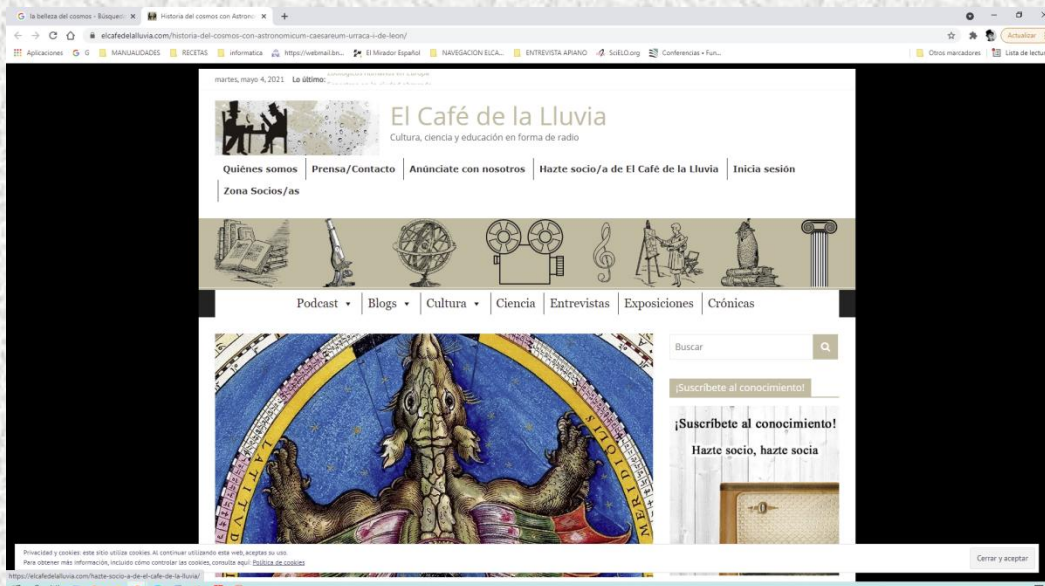 la belleza del cosmos - Búsqued
Historia del cosmos con Astrono
elcafedelalluvia.com/historia-del-cosmos-con-astronomicum-caesareum-urraca-i-de-leon/
Actualizar
Aplicaciones G G MANUALIDADES RECETAS informatica https://webmail.bn... El Mirador Español NAVEGACION ELCA... ENTREVISTA APIANO SciELO.org Conferencias • Fun... Otros marcadores Lista de lectu
martes, mayo 4, 2021 Lo último:
El Café de la Lluvia
Cultura, ciencia y educación en forma de radio
Quiénes somos Prensa/Contacto Anúnciate con nosotros Hazte socio/a de El Café de la Lluvia Inicia sesión
Zona Socios/as
Podcast Blogs Cultura Ciencia Entrevistas Exposiciones Crónicas
Buscar
¡Suscríbete al conocimiento!
¡Suscríbete al conocimiento!
Hazte socio, hazte socia
LATITVD
MERIDIOLIS
Privacidad y cookies: este sitio utiliza cookies. Al continuar utilizando esta web, aceptas su uso.
Para obtener más información, incluido cómo controlar las cookies, consulta aquí: Política de cookies
Cerrar y aceptar
https://elcafedelalluvia.com/hazte-socio-a-de-el-cafe-de-la-lluvia/